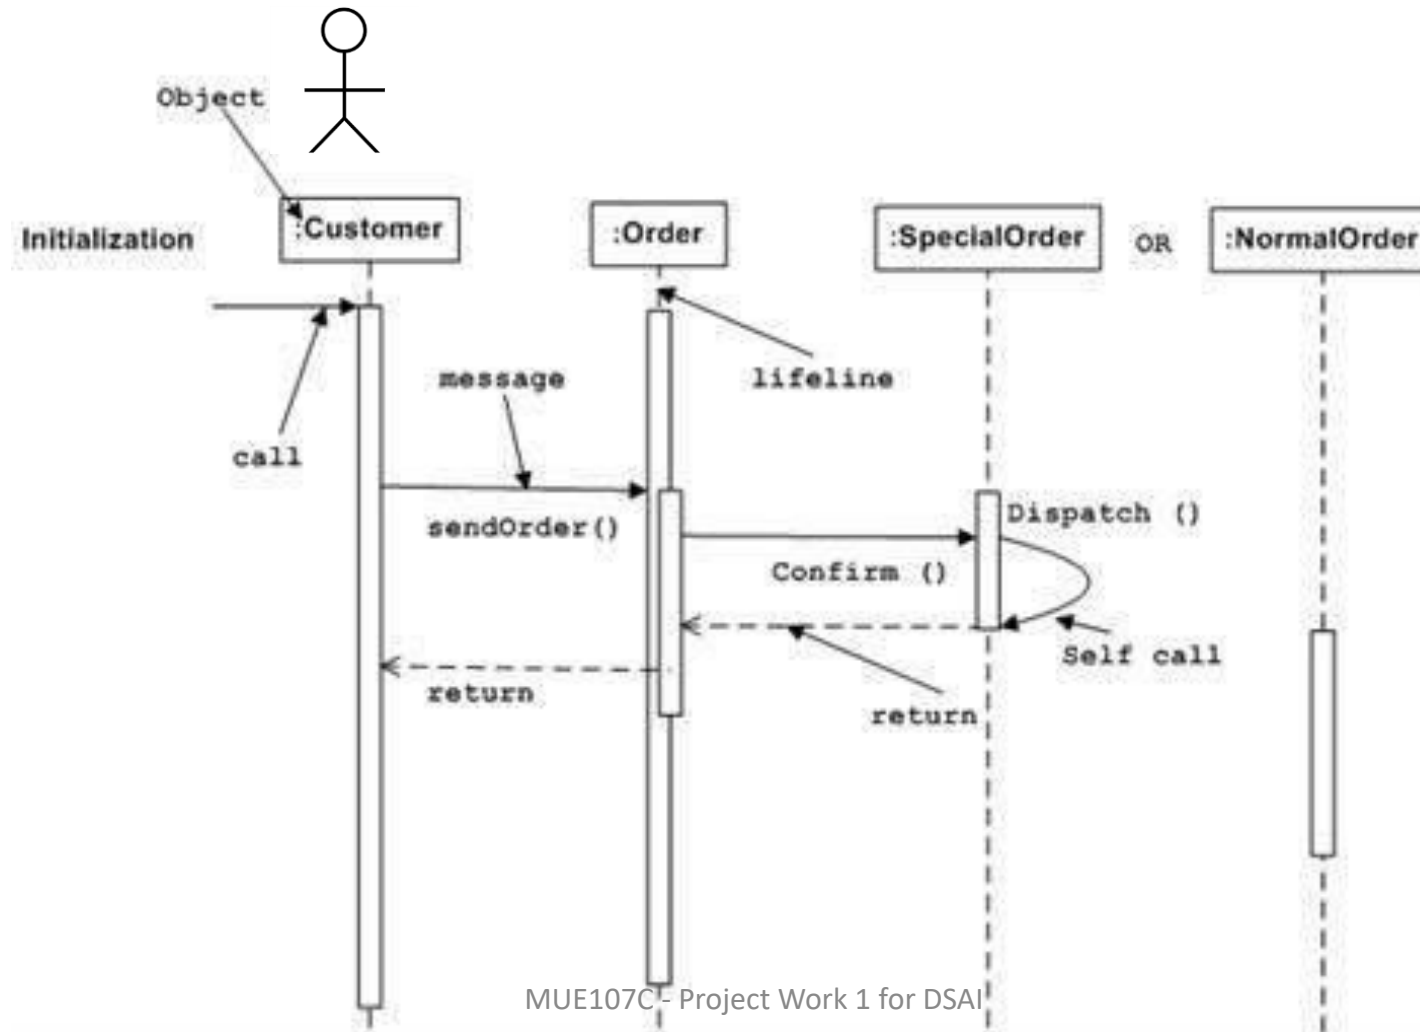 Object
Initialization
:Customer
:Order
:SpecialOrder
OR
:NormalOrder
message
lifeline
call
sendOrder()
Dispatch ()
Confirm ()
Self call
return
return
MUE107C - Project Work 1 for DSAI